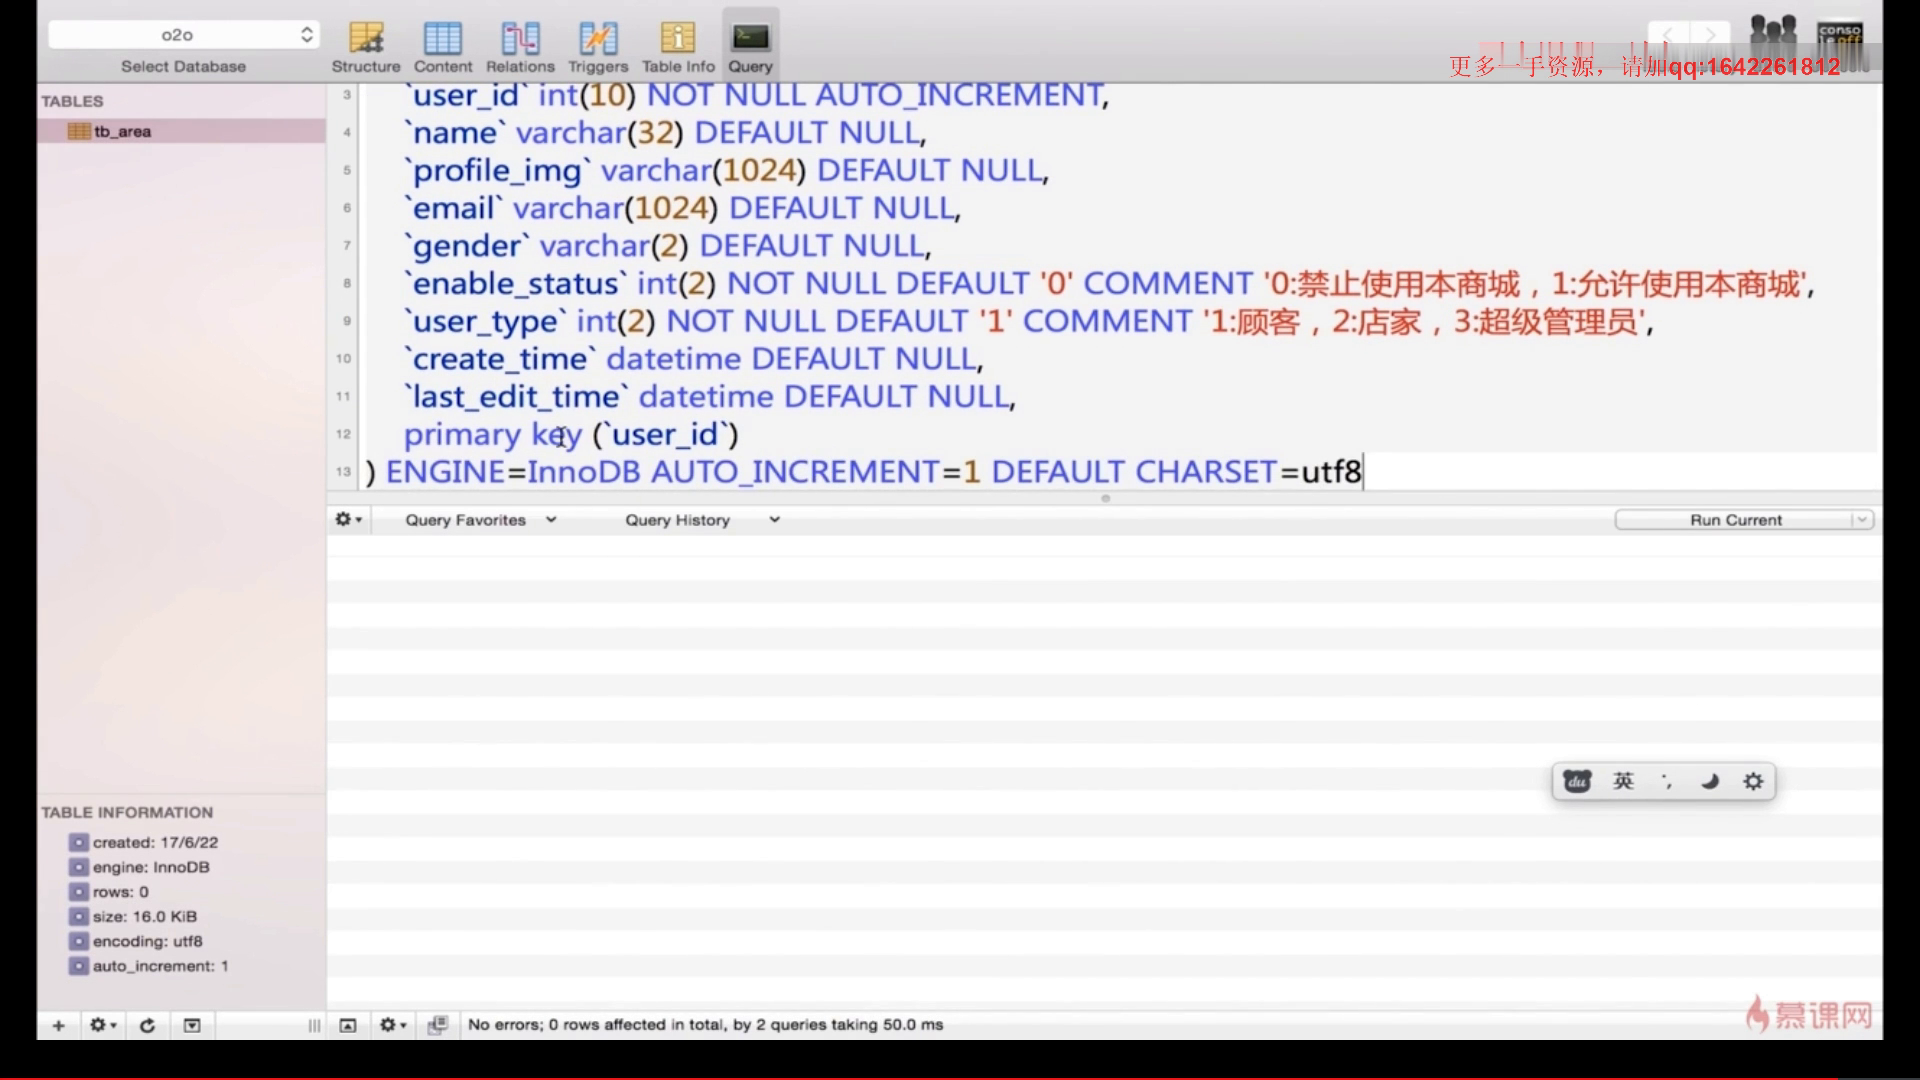 o2o
Select Database
Structure
Content
Relations
Triggers
Table Info
Query
conso
le off
更多一手资源，请加qq:1642261812
TABLES
tb_area
3 `user_id` int(10) NOT NULL AUTO_INCREMENT,
4 `name` varchar(32) DEFAULT NULL,
5 `profile_img` varchar(1024) DEFAULT NULL,
6 `email` varchar(1024) DEFAULT NULL,
7 `gender` varchar(2) DEFAULT NULL,
8 `enable_status` int(2) NOT NULL DEFAULT '0' COMMENT '0:禁止使用本商城，1:允许使用本商城',
9 `user_type` int(2) NOT NULL DEFAULT '1' COMMENT '1:顾客，2:店家，3:超级管理员',
10 `create_time` datetime DEFAULT NULL,
11 `last_edit_time` datetime DEFAULT NULL,
12 primary key (`user_id`)
13 ) ENGINE=InnoDB AUTO_INCREMENT=1 DEFAULT CHARSET=utf8
Query Favorites
Query History
Run Current
du 英
TABLE INFORMATION
created: 17/6/22
engine: InnoDB
rows: 0
size: 16.0 KiB
encoding: utf8
auto_increment: 1
No errors; 0 rows affected in total, by 2 queries taking 50.0 ms
慕课网